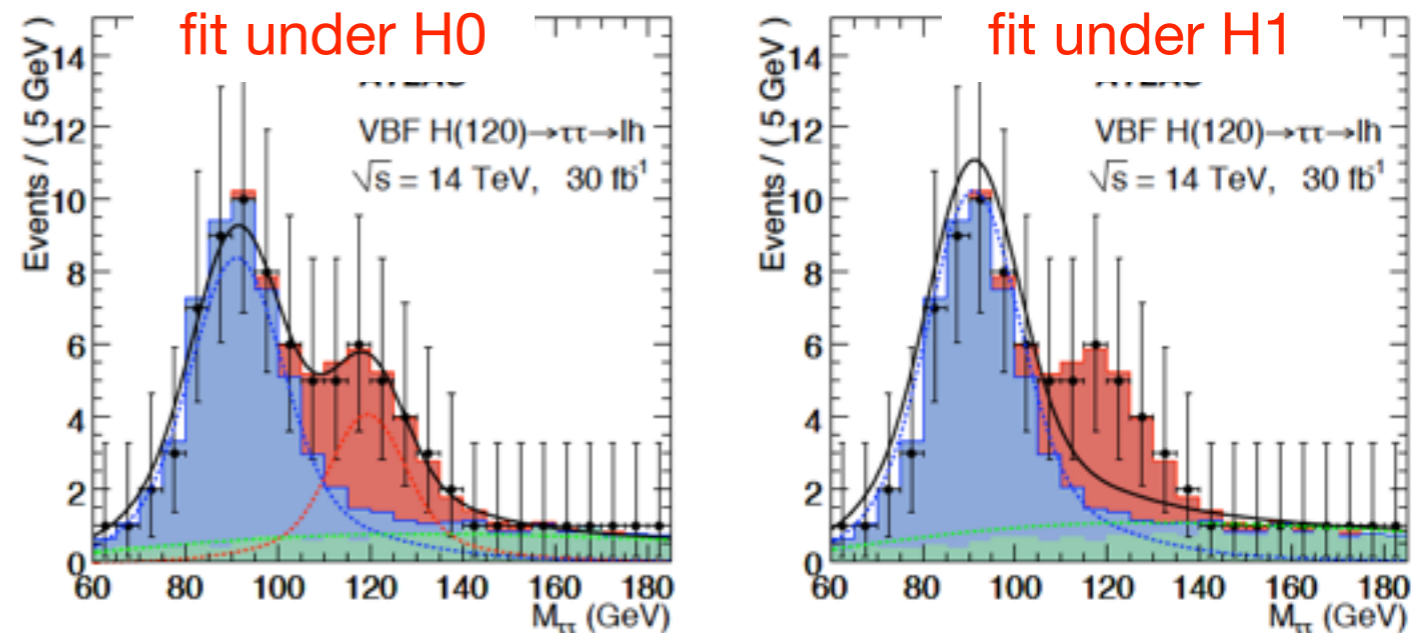 fit under H0
VBF H(120)→ττ→lh
√s = 14 TeV, 30 fb⁻¹
Events / ( 5 GeV )
14
12
10
8
6
4
2
0
60 80 100 120 140 160 180
Mττ (GeV)
fit under H1
VBF H(120)→ττ→lh
√s = 14 TeV, 30 fb⁻¹
Events / ( 5 GeV )
14
12
10
8
6
4
2
0
60 80 100 120 140 160 180
Mττ (GeV)